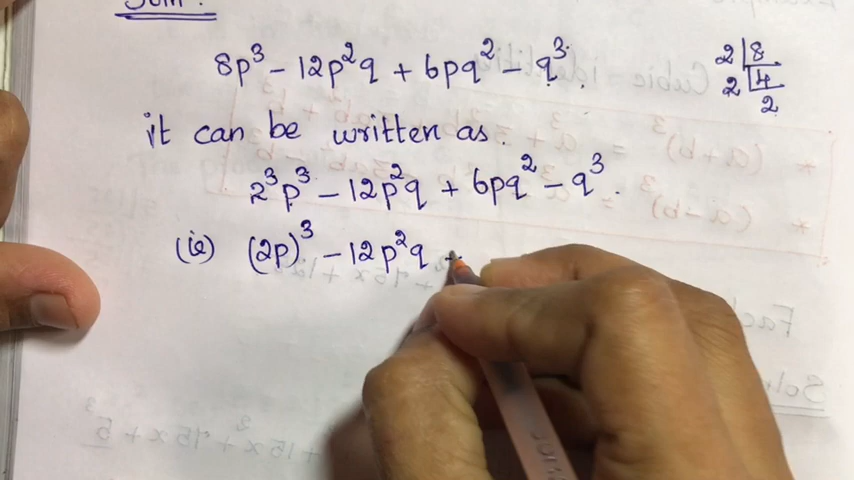 Soln:
8p³ - 12p²q + 6pq² - q³.
2|8
2|4
2
it can be written as.
2³p³ - 12p²q + 6pq² - q³.
(ie) (2p)³ - 12p²q +